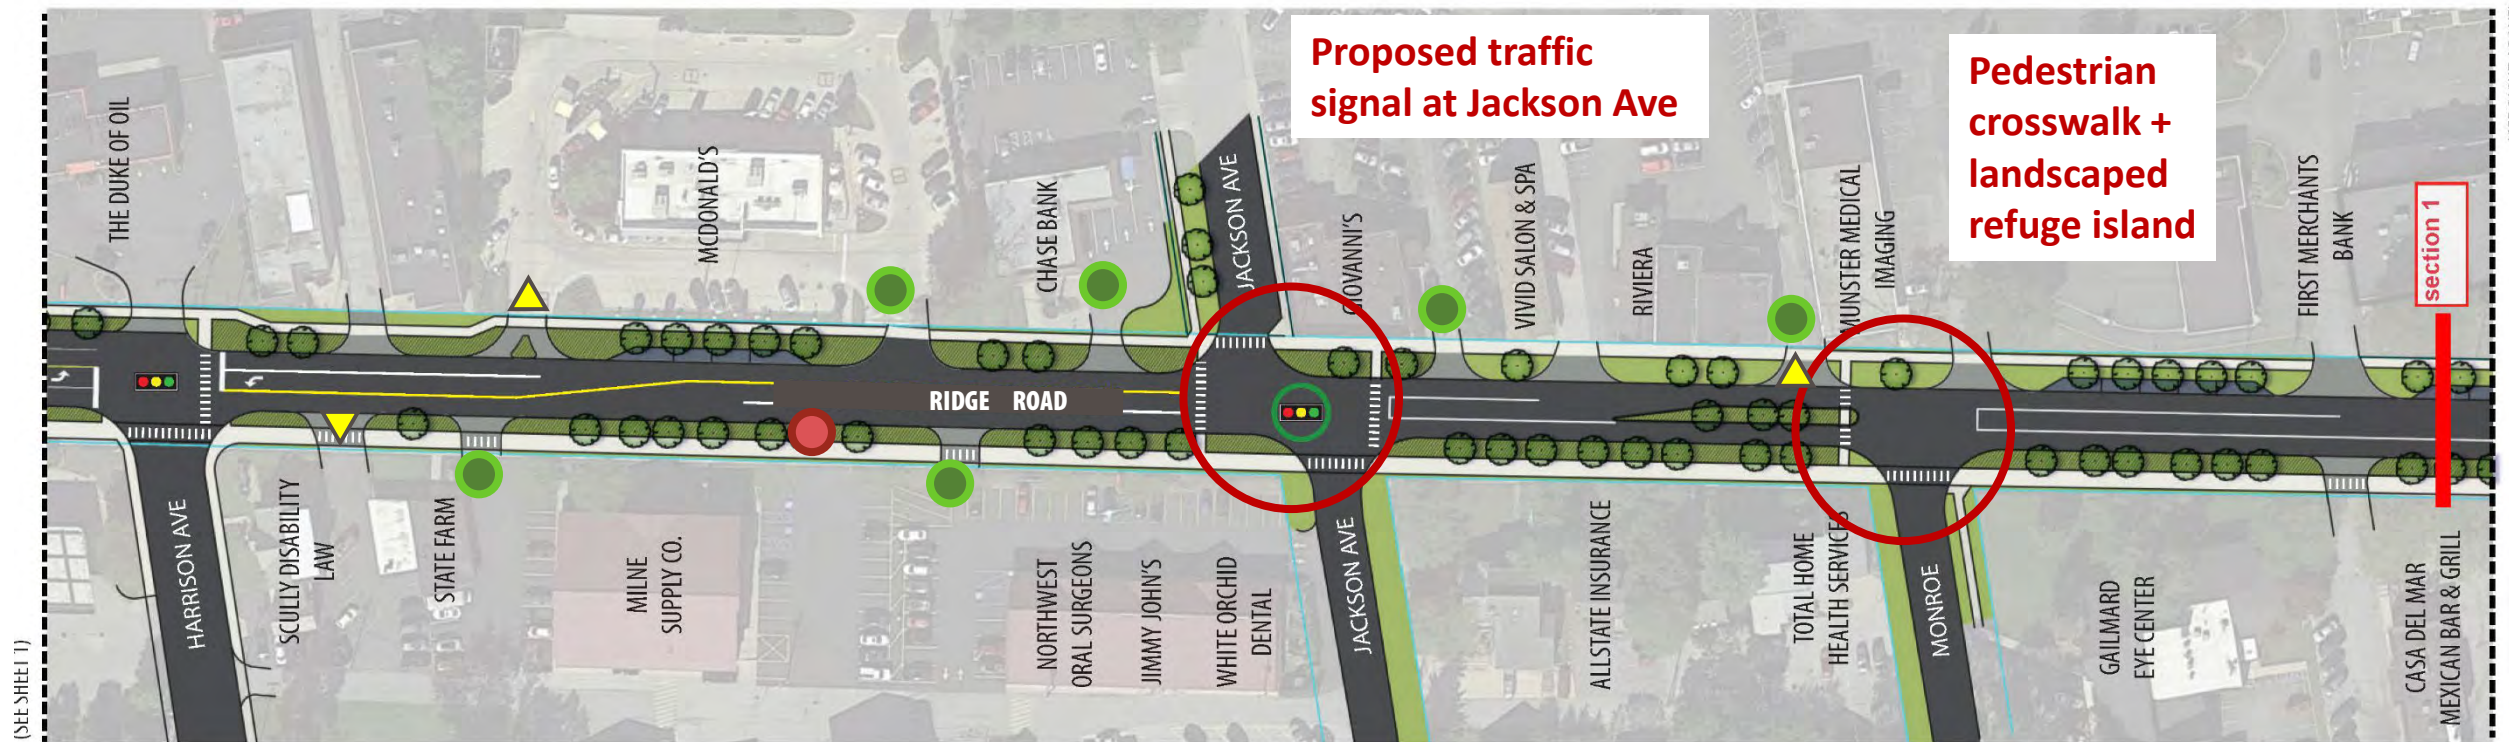 Proposed traffic
signal at Jackson Ave
Pedestrian
crosswalk +
landscaped
refuge island
THE DUKE OF OIL
MCDONALD'S
CHASE BANK
JACKSON AVE
GIOVANNI'S
VIVID SALON & SPA
RIVIERA
MUNSTER MEDICAL
IMAGING
FIRST MERCHANTS
BANK
section 1
RIDGE ROAD
HARRISON AVE
SCULLY DISABILITY
LAW
STATE FARM
MILNE
SUPPLY CO.
NORTHWEST
ORAL SURGEONS
JIMMY JOHN'S
WHITE ORCHID
DENTAL
JACKSON AVE
ALLSTATE INSURANCE
TOTAL HOME
HEALTH SERVICES
MONROE
GAILMARD
EYE CENTER
CASA DEL MAR
MEXICAN BAR & GRILL
(SEE SHEET 1)